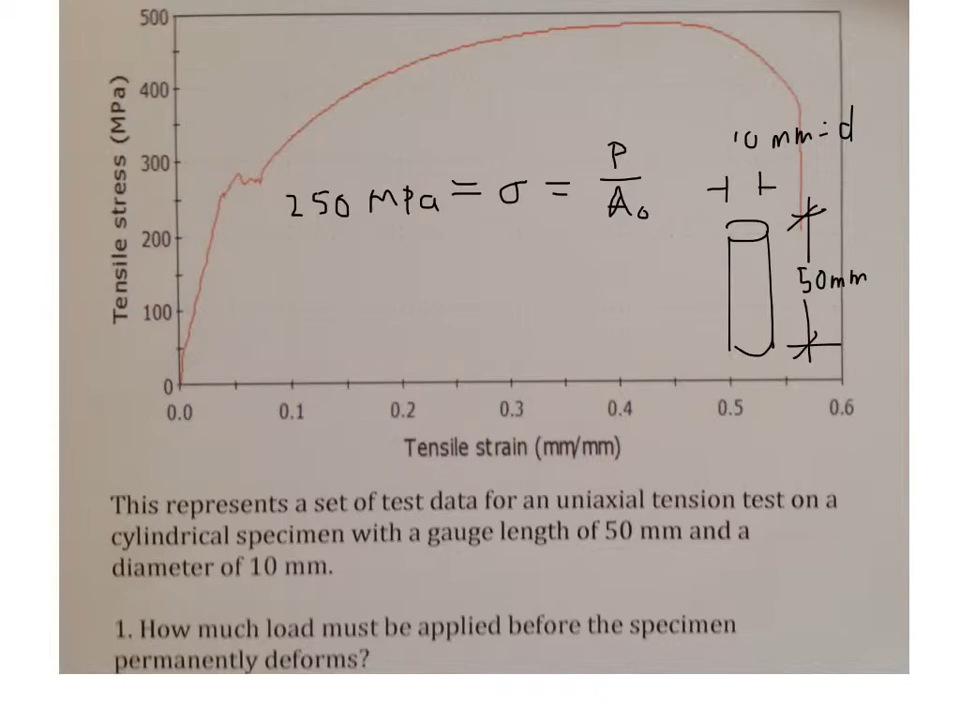 500
400
300
200
100
0
Tensile stress (MPa)
10 mm = d
250 MPa = σ = P / A₀
50mm
0.0 0.1 0.2 0.3 0.4 0.5 0.6
Tensile strain (mm/mm)
This represents a set of test data for an uniaxial tension test on a
cylindrical specimen with a gauge length of 50 mm and a
diameter of 10 mm.
1. How much load must be applied before the specimen
permanently deforms?